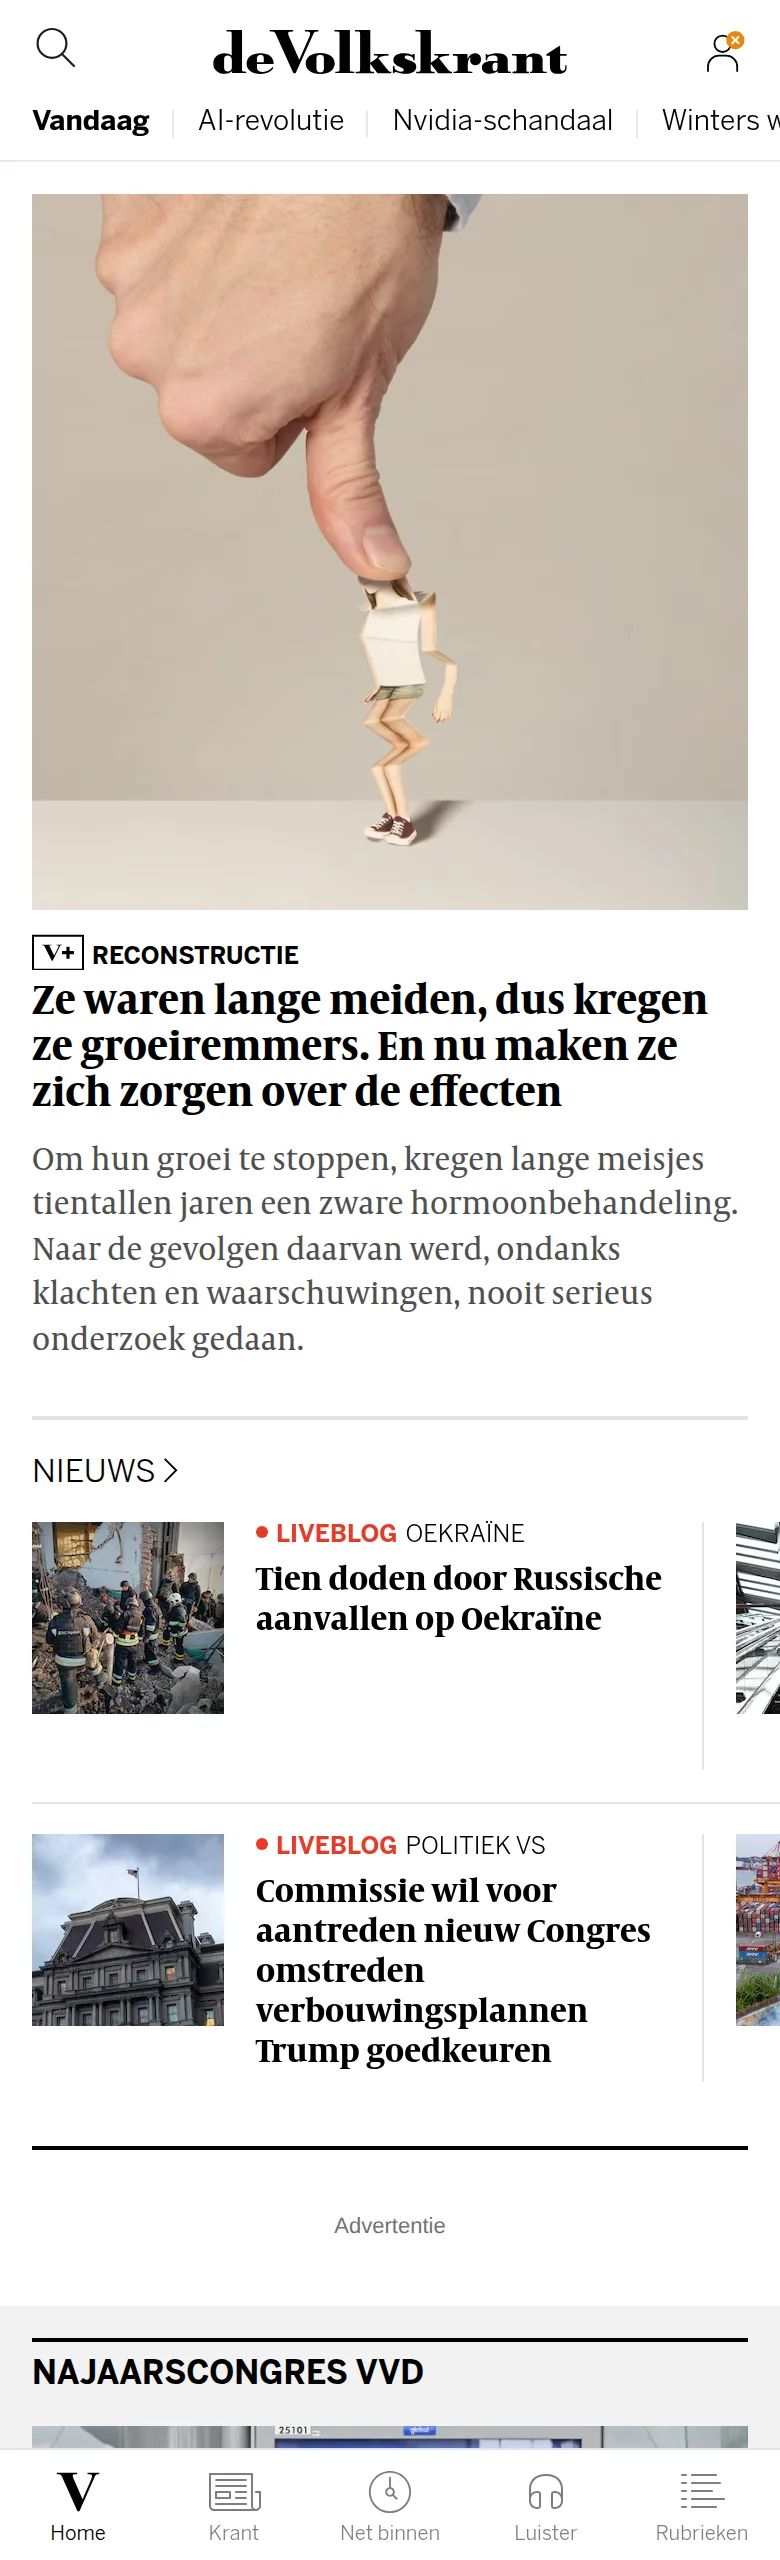 deVolkskrant
Vandaag
AI-revolutie
Nvidia-schandaal
Winters
V+ RECONSTRUCTIE
Ze waren lange meiden, dus kregen
ze groeiremmers. En nu maken ze
zich zorgen over de effecten
Om hun groei te stoppen, kregen lange meisjes
tientallen jaren een zware hormoonbehandeling.
Naar de gevolgen daarvan werd, ondanks
klachten en waarschuwingen, nooit serieus
onderzoek gedaan.
NIEUWS
LIVEBLOG OEKRAÏNE
Tien doden door Russische
aanvallen op Oekraïne
LIVEBLOG POLITIEK VS
Commissie wil voor
aantreden nieuw Congres
omstreden
verbouwingsplannen
Trump goedkeuren
Advertentie
NAJAARSCONGRES VVD
25101
global
V
Home
Krant
Net binnen
Luister
Rubrieken